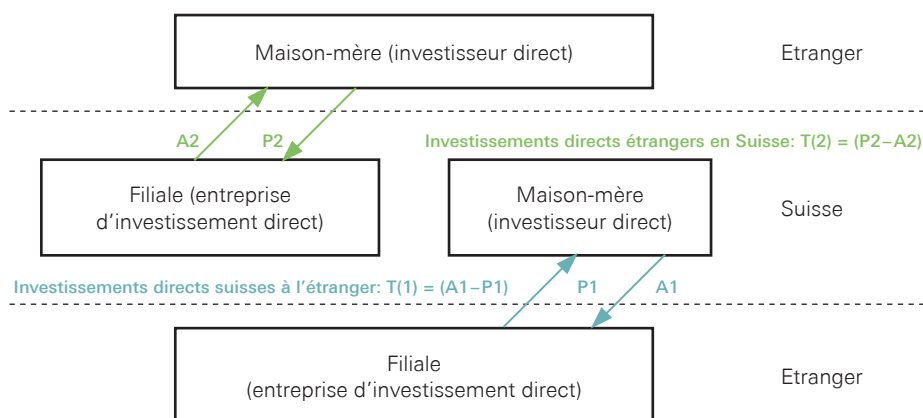 Maison-mère (investisseur direct)
Etranger
A2
P2
Investissements directs étrangers en Suisse: T(2) = (P2–A2)
Filiale (entreprise
d’investissement direct)
Maison-mère
(investisseur direct)
Suisse
Investissements directs suisses à l’étranger: T(1) = (A1–P1)
P1
A1
Filiale
(entreprise d’investissement direct)
Etranger